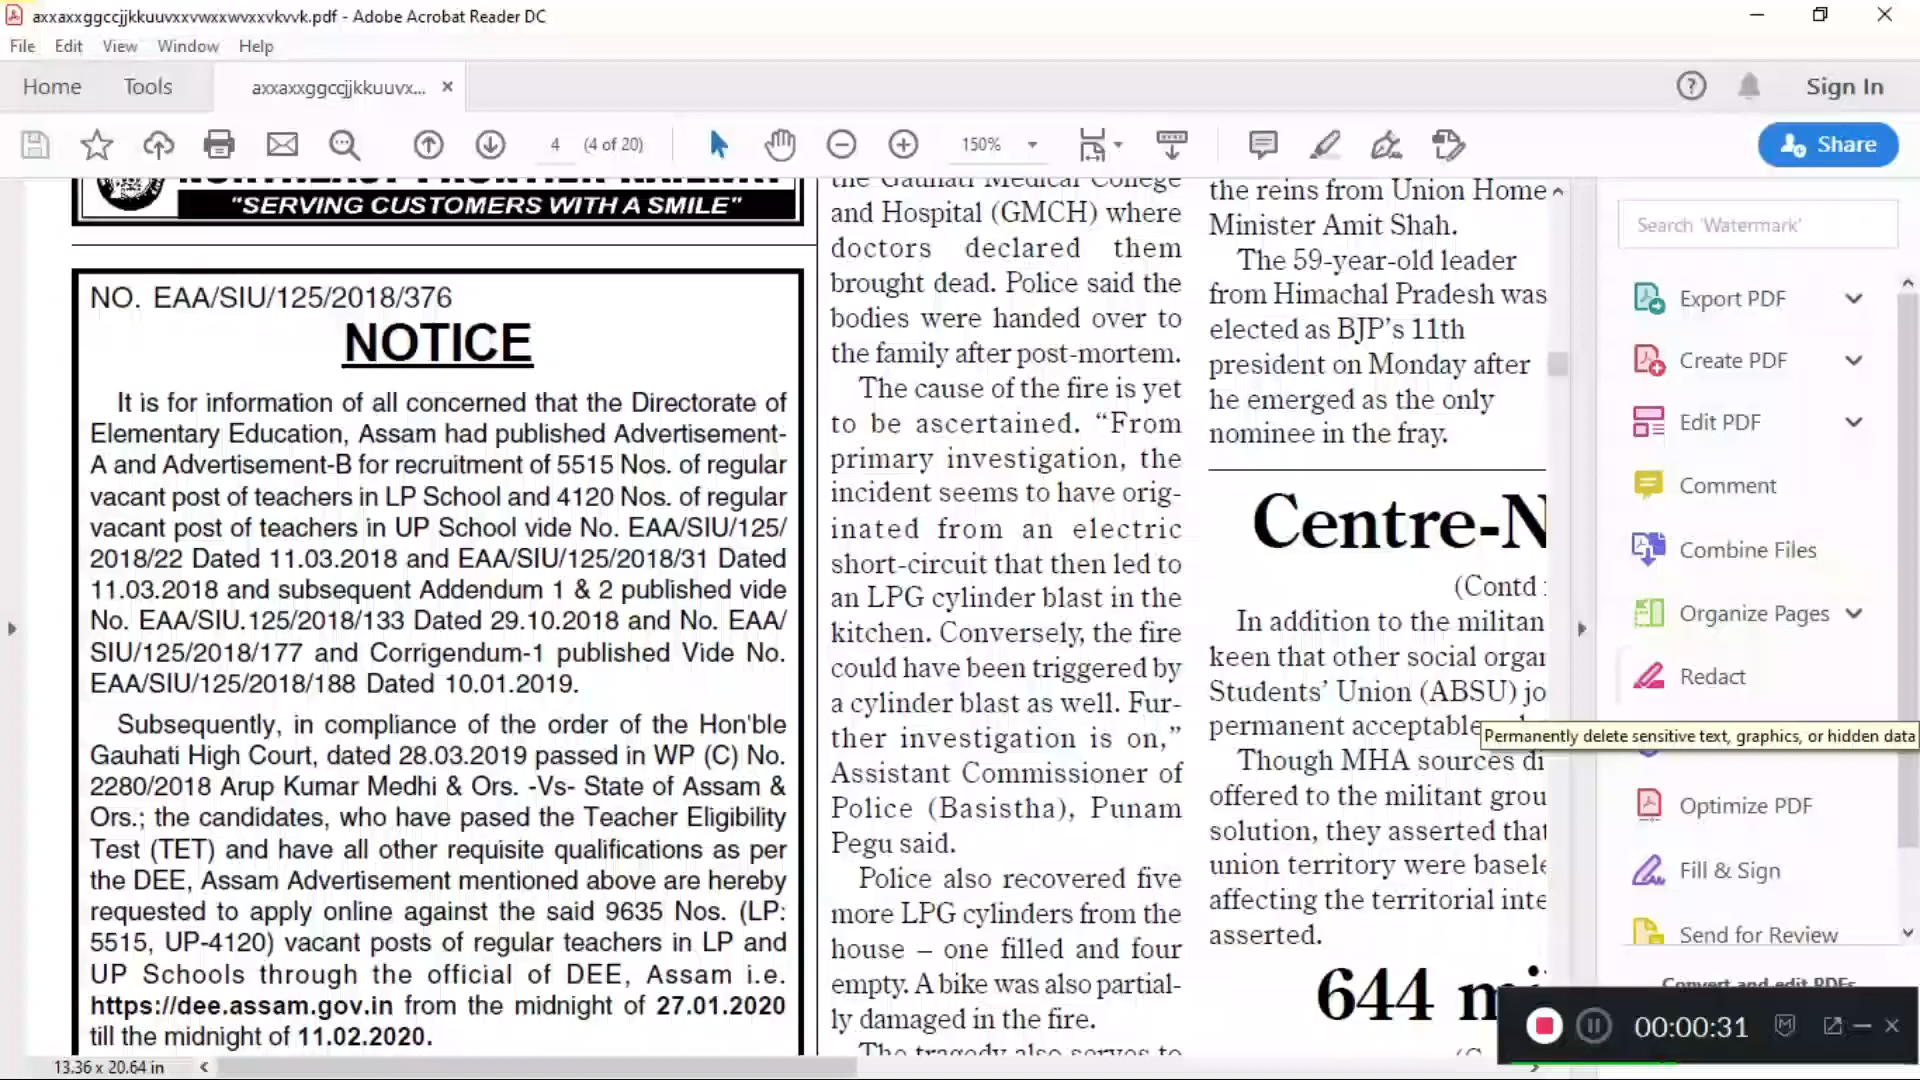 axxaxxggccjjkkuuvxxvwxxwvxxvkvvk.pdf - Adobe Acrobat Reader DC
File Edit View Window Help
Home Tools axxaxxggccjjkkuuvx... Sign In
4 (4 of 20) 150% Share
"SERVING CUSTOMERS WITH A SMILE"
NO. EAA/SIU/125/2018/376
NOTICE
It is for information of all concerned that the Directorate of
Elementary Education, Assam had published Advertisement-
A and Advertisement-B for recruitment of 5515 Nos. of regular
vacant post of teachers in LP School and 4120 Nos. of regular
vacant post of teachers in UP School vide No. EAA/SIU/125/
2018/22 Dated 11.03.2018 and EAA/SIU/125/2018/31 Dated
11.03.2018 and subsequent Addendum 1 & 2 published vide
No. EAA/SIU.125/2018/133 Dated 29.10.2018 and No. EAA/
SIU/125/2018/177 and Corrigendum-1 published Vide No.
EAA/SIU/125/2018/188 Dated 10.01.2019.
Subsequently, in compliance of the order of the Hon'ble
Gauhati High Court, dated 28.03.2019 passed in WP (C) No.
2280/2018 Arup Kumar Medhi & Ors. -Vs- State of Assam &
Ors.; the candidates, who have pased the Teacher Eligibility
Test (TET) and have all other requisite qualifications as per
the DEE, Assam Advertisement mentioned above are hereby
requested to apply online against the said 9635 Nos. (LP:
5515, UP-4120) vacant posts of regular teachers in LP and
UP Schools through the official of DEE, Assam i.e.
https://dee.assam.gov.in from the midnight of 27.01.2020
till the midnight of 11.02.2020.
the Gauhati Medical College
and Hospital (GMCH) where
doctors declared them
brought dead. Police said the
bodies were handed over to
the family after post-mortem.
The cause of the fire is yet
to be ascertained. “From
primary investigation, the
incident seems to have orig-
inated from an electric
short-circuit that then led to
an LPG cylinder blast in the
kitchen. Conversely, the fire
could have been triggered by
a cylinder blast as well. Fur-
ther investigation is on,”
Assistant Commissioner of
Police (Basistha), Punam
Pegu said.
Police also recovered five
more LPG cylinders from the
house – one filled and four
empty. A bike was also partial-
ly damaged in the fire.
The tragedy also serves to
the reins from Union Home
Minister Amit Shah.
The 59-year-old leader
from Himachal Pradesh was
elected as BJP’s 11th
president on Monday after
he emerged as the only
nominee in the fray.
Centre-N
(Contd
In addition to the militan
keen that other social organ
Students’ Union (ABSU) jo
permanent acceptable
Though MHA sources di
offered to the militant grou
solution, they asserted that
union territory were basele
affecting the territorial inte
asserted.
644 mi
Search 'Watermark'
Export PDF
Create PDF
Edit PDF
Comment
Combine Files
Organize Pages
Redact
Permanently delete sensitive text, graphics, or hidden data
Optimize PDF
Fill & Sign
Send for Review
Convert and edit PDFs
00:00:31
13.36 x 20.64 in